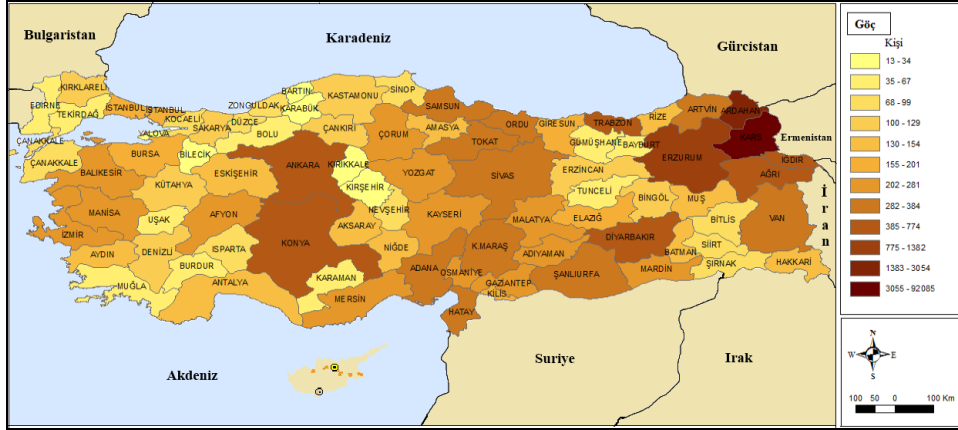 Bulgaristan
Karadeniz
Gürcistan
Ermenistan
İran
Irak
Suriye
Akdeniz
KIRKLARELİ
EDİRNE
TEKİRDAĞ
İSTANBUL
İSTANBUL
KOCAELİ
YALOVA
SAKARYA
DÜZCE
ZONGULDAK
BARTIN
KARABÜK
KASTAMONU
SİNOP
SAMSUN
ORDU
GİRESUN
TRABZON
RİZE
ARTVİN
ARDAHAN
KARS
IĞDIR
AĞRI
ERZURUM
BAYBURT
GÜMÜŞHANE
ERZİNCAN
TUNCELİ
BİNGÖL
MUŞ
BİTLİS
VAN
HAKKARİ
ŞIRNAK
SİİRT
BATMAN
MARDİN
DİYARBAKIR
ELAZIĞ
MALATYA
ADIYAMAN
ŞANLIURFA
GAZİANTEP
KİLİS
K.MARAŞ
OSMANİYE
HATAY
ADANA
MERSİN
KARAMAN
NİĞDE
KAYSERİ
SİVAS
TOKAT
AMASYA
ÇORUM
YOZGAT
ÇANKIRI
KIRIKKALE
KIRŞEHİR
NEVŞEHİR
AKSARAY
KONYA
ANKARA
BOLU
BİLECİK
ESKİŞEHİR
BURSA
ÇANAKKALE
ÇANAKKALE
BALIKESİR
KÜTAHYA
MANİSA
İZMİR
UŞAK
AFYON
AYDIN
DENİZLİ
ISPARTA
BURDUR
MUĞLA
ANTALYA
Göç
Kişi
13 - 34
35 - 67
68 - 99
100 - 129
130 - 154
155 - 201
202 - 281
282 - 384
385 - 774
775 - 1382
1383 - 3054
3055 - 92085
N
W
E
S
100 50 0 100 Km